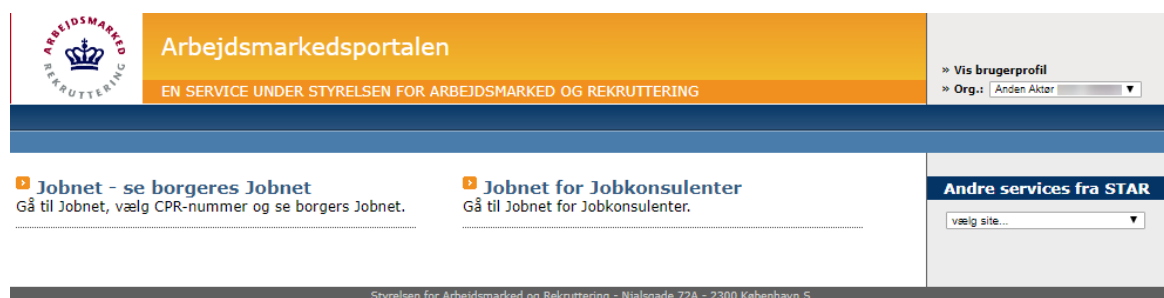 ARBEJDSMARKED
REKRUTTERING
Arbejdsmarkedsportalen
EN SERVICE UNDER STYRELSEN FOR ARBEJDSMARKED OG REKRUTTERING
» Vis brugerprofil
» Org.: Anden Aktør
Jobnet - se borgeres Jobnet
Gå til Jobnet, vælg CPR-nummer og se borgers Jobnet.
Jobnet for Jobkonsulenter
Gå til Jobnet for Jobkonsulenter.
Andre services fra STAR
vælg site...
Styrelsen for Arbejdsmarked og Rekruttering - Njalsgade 72A - 2300 København S